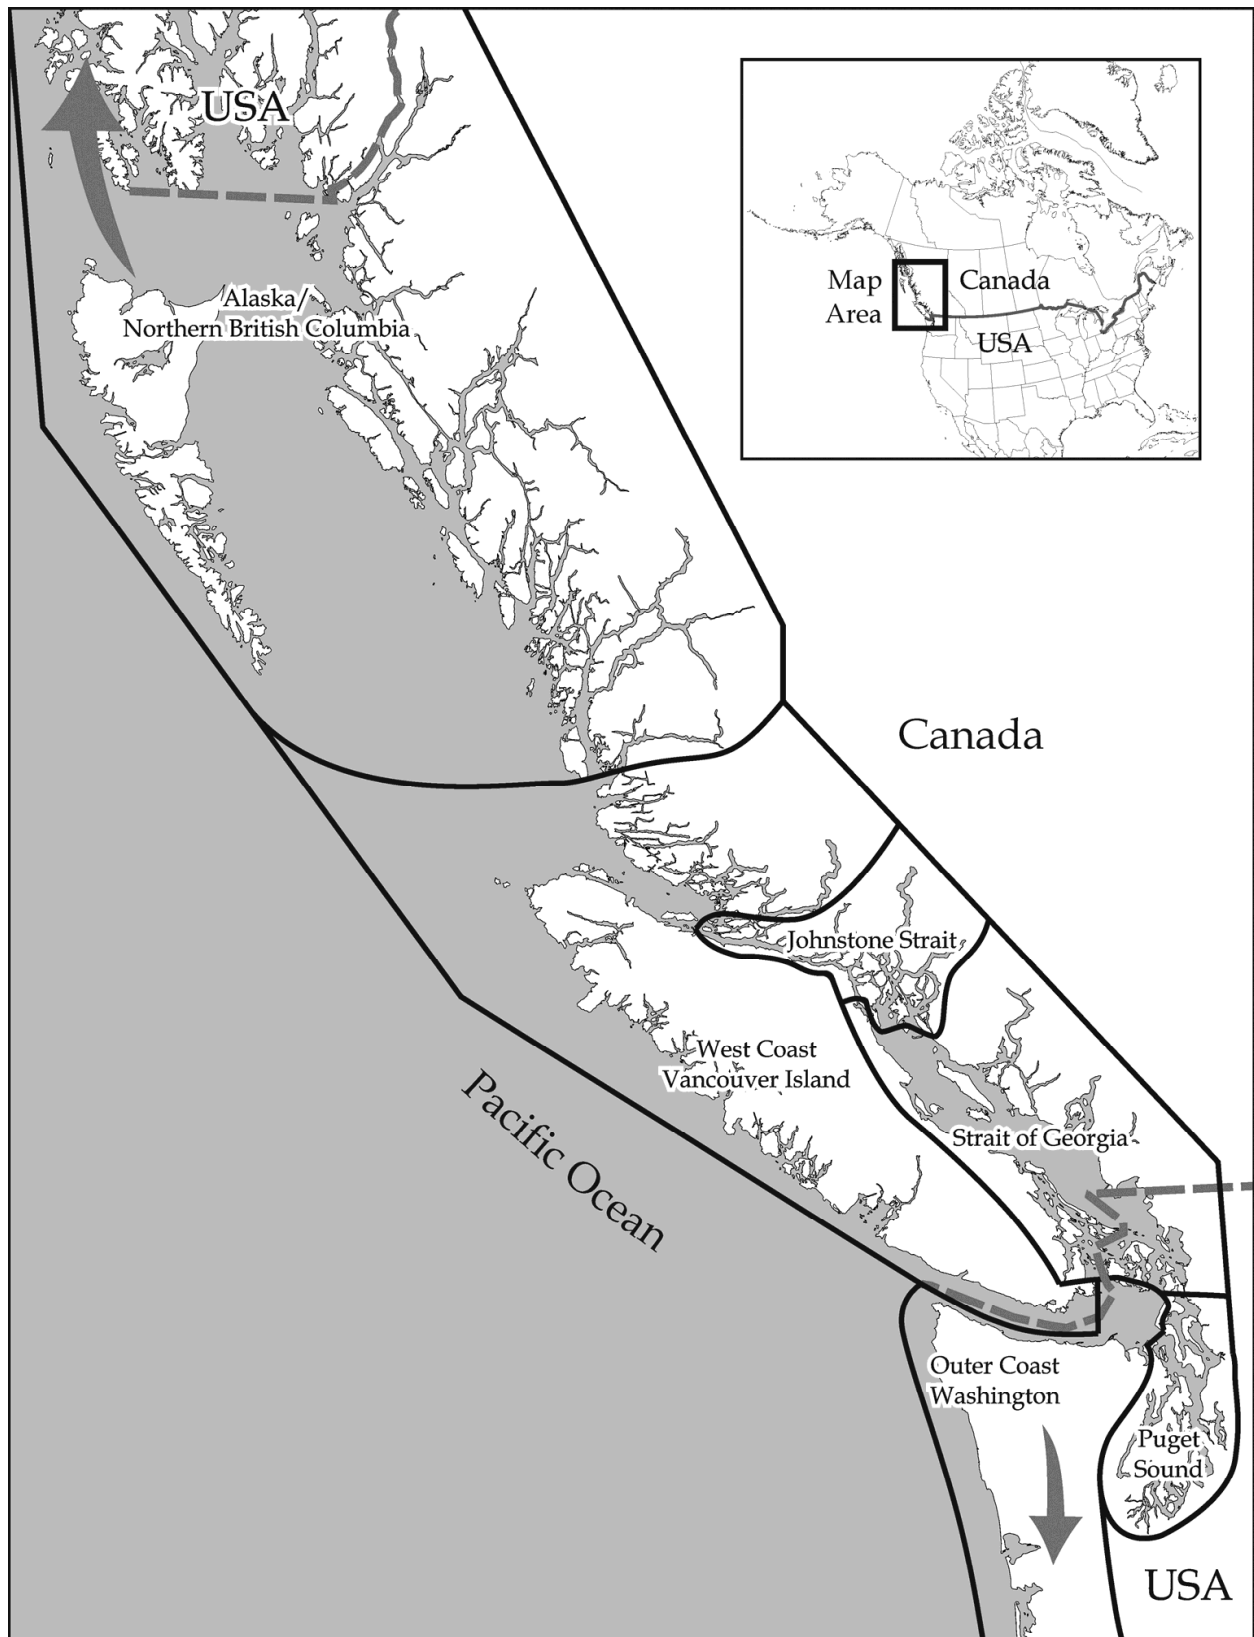 USA
Map
Area
Canada
USA
Alaska/
Northern British Columbia
Canada
Johnstone Strait
West Coast
Vancouver Island
Pacific Ocean
Strait of Georgia
Outer Coast
Washington
Puget
Sound
USA